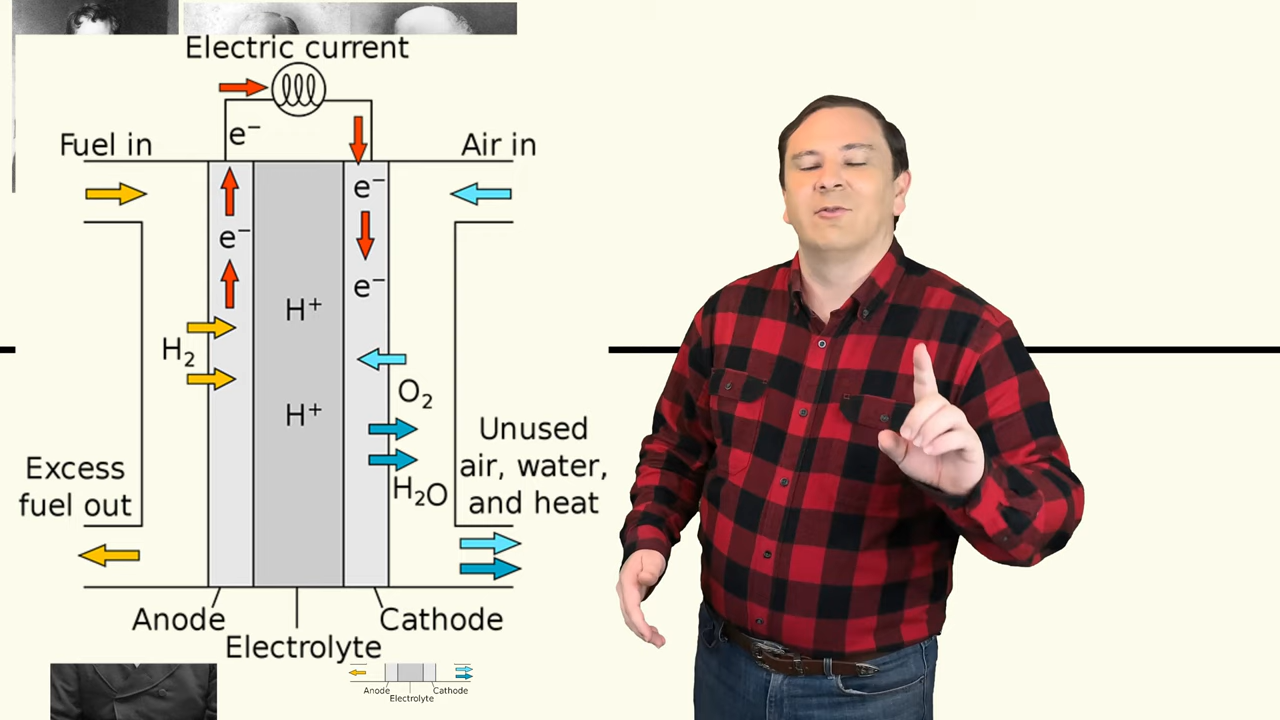 Electric current
e⁻
Fuel in
Air in
e⁻
e⁻
e⁻
H⁺
H₂
O₂
H⁺
Unused
air, water,
and heat
Excess
fuel out
H₂O
Anode
Cathode
Electrolyte
Anode
Cathode
Electrolyte